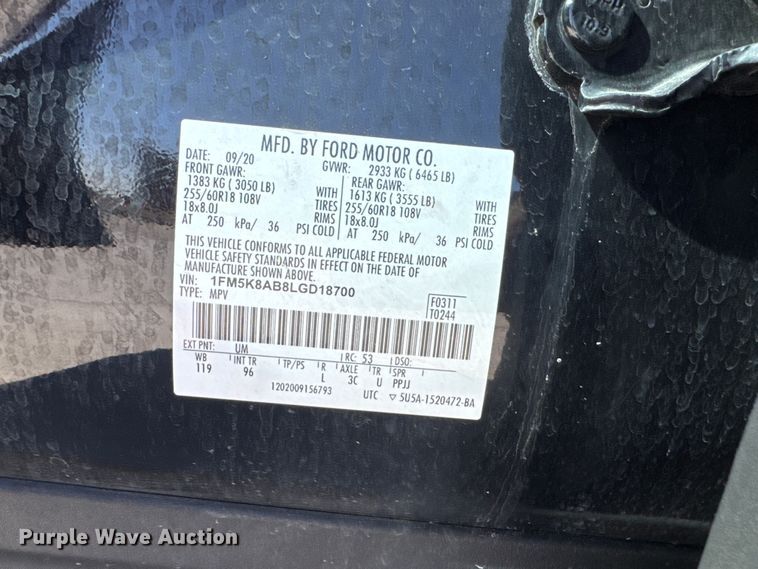 MFD. BY FORD MOTOR CO.
DATE: 09/20 GVWR: 2933 KG ( 6465 LB)
FRONT GAWR: REAR GAWR:
1383 KG ( 3050 LB) WITH 1613 KG ( 3555 LB) WITH
255/60R18 108V TIRES 255/60R18 108V TIRES
18x8.0J RIMS 18x8.0J RIMS
AT 250 kPa/ 36 PSI COLD AT 250 kPa/ 36 PSI COLD
THIS VEHICLE CONFORMS TO ALL APPLICABLE FEDERAL MOTOR
VEHICLE SAFETY STANDARDS IN EFFECT ON THE DATE OF
MANUFACTURE SHOWN ABOVE.
VIN: 1FM5K8AB8LGD18700 F0311
TYPE: MPV T0244
EXT PNT: UM RC: 53 DSO:
WB INT TR TP/PS R AXLE TR SPR
119 96 L 3C U PPJJ
1202009156793 UTC ▽ 5U5A-1520472-BA
Purple Wave Auction